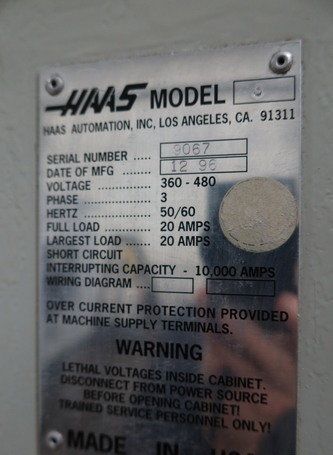 HAAS MODEL
HAAS AUTOMATION, INC, LOS ANGELES, CA. 91311
SERIAL NUMBER ..... 9067
DATE OF MFG ........... 12 96
VOLTAGE ................ 360 - 480
PHASE .................... 3
HERTZ .................... 50/60
FULL LOAD ............. 20 AMPS
LARGEST LOAD ..... 20 AMPS
SHORT CIRCUIT
INTERRUPTING CAPACITY - 10,000 AMPS
WIRING DIAGRAM ....
OVER CURRENT PROTECTION PROVIDED
AT MACHINE SUPPLY TERMINALS.
WARNING
LETHAL VOLTAGES INSIDE CABINET.
DISCONNECT FROM POWER SOURCE
BEFORE OPENING CABINET!
TRAINED SERVICE PERSONNEL ONLY!
MADE IN